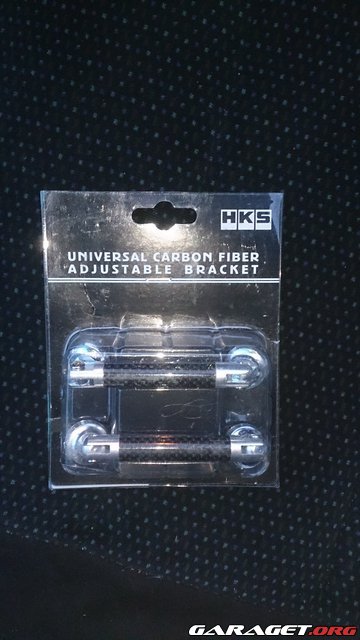 HKS
UNIVERSAL CARBON FIBER
ADJUSTABLE BRACKET
GARAGET.ORG